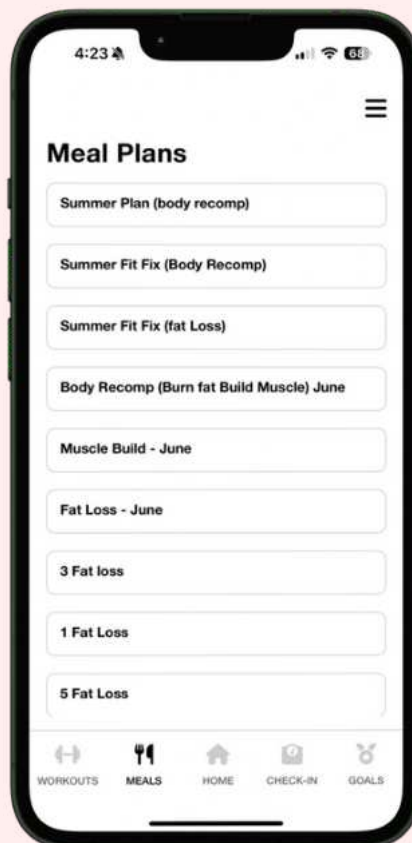 4:23
68
Meal Plans
Summer Plan (body recomp)
Summer Fit Fix (Body Recomp)
Summer Fit Fix (fat Loss)
Body Recomp (Burn fat Build Muscle) June
Muscle Build - June
Fat Loss - June
3 Fat loss
1 Fat Loss
5 Fat Loss
WORKOUTS MEALS HOME CHECK-IN GOALS